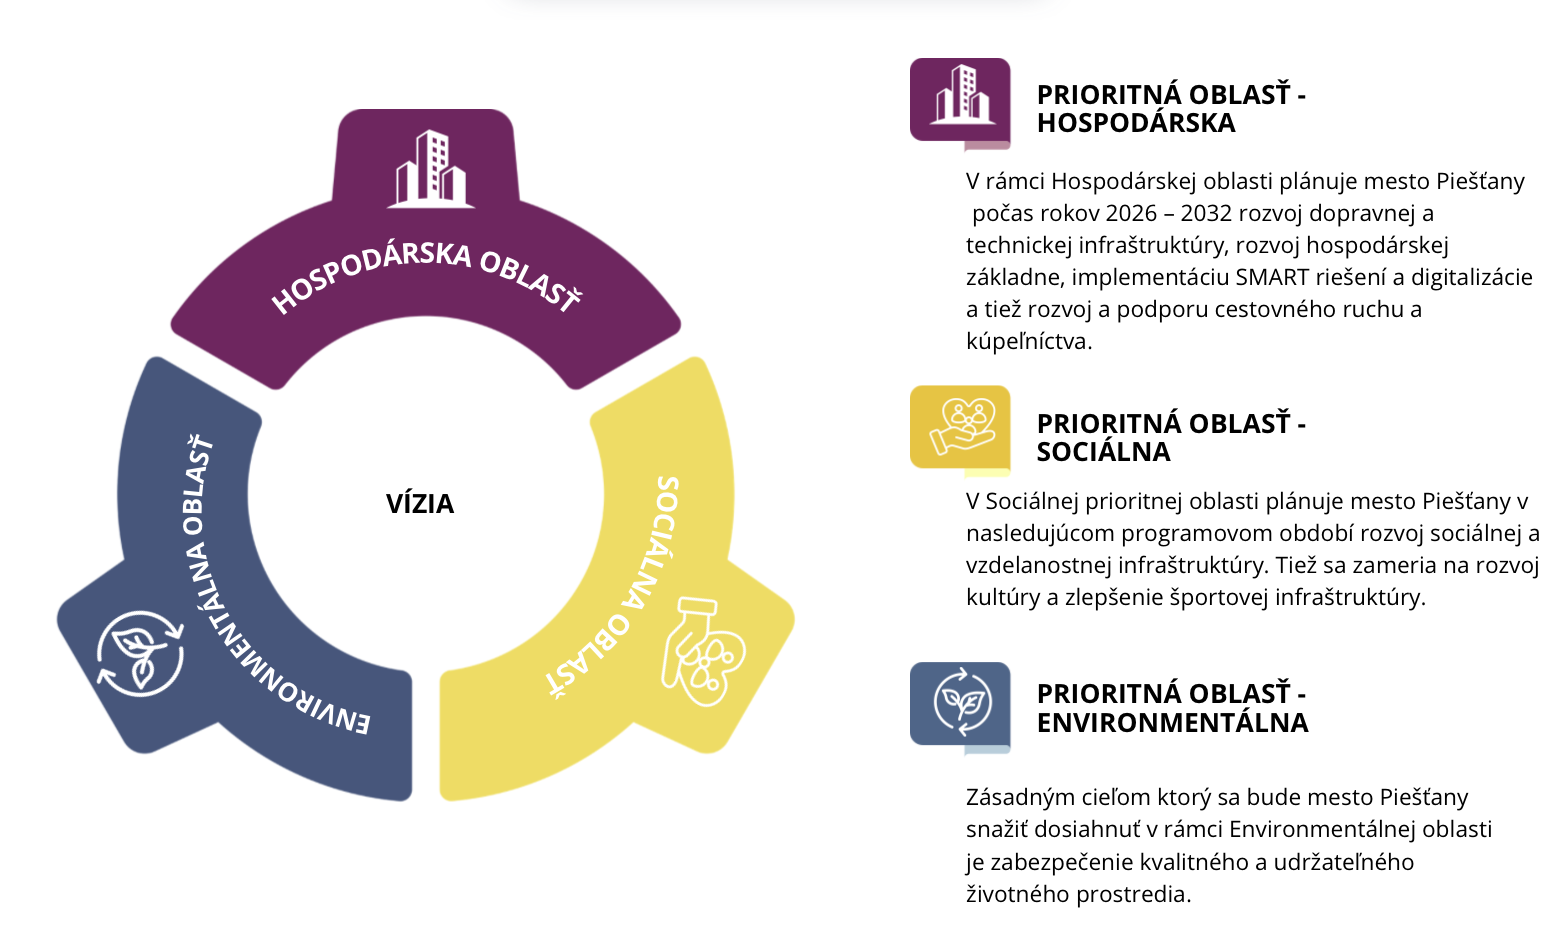 HOSPODÁRSKA OBLASŤ
ENVIRONMENTÁLNA OBLASŤ
VÍZIA
SOCIÁLNA OBLASŤ
PRIORITNÁ OBLASŤ -
HOSPODÁRSKA
V rámci Hospodárskej oblasti plánuje mesto Piešťany
počas rokov 2026 – 2032 rozvoj dopravnej a
technickej infraštruktúry, rozvoj hospodárskej
základne, implementáciu SMART riešení a digitalizácie
a tiež rozvoj a podporu cestovného ruchu a
kúpeľníctva.
PRIORITNÁ OBLASŤ -
SOCIÁLNA
V Sociálnej prioritnej oblasti plánuje mesto Piešťany v
nasledujúcom programovom období rozvoj sociálnej a
vzdelanostnej infraštruktúry. Tiež sa zameria na rozvoj
kultúry a zlepšenie športovej infraštruktúry.
PRIORITNÁ OBLASŤ -
ENVIRONMENTÁLNA
Zásadným cieľom ktorý sa bude mesto Piešťany
snažiť dosiahnuť v rámci Environmentálnej oblasti
je zabezpečenie kvalitného a udržateľného
životného prostredia.